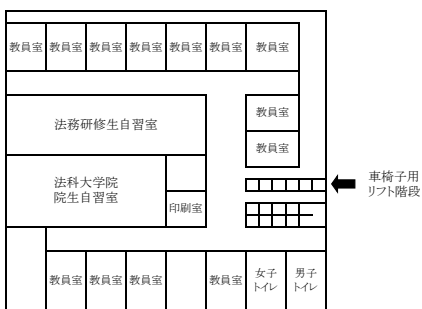 教員室 教員室 教員室 教員室 教員室 教員室 教員室
教員室
法務研修生自習室
教員室
法科大学院
院生自習室
車椅子用
リフト階段
印刷室
教員室 教員室 教員室 教員室
女子
トイレ
男子
トイレ